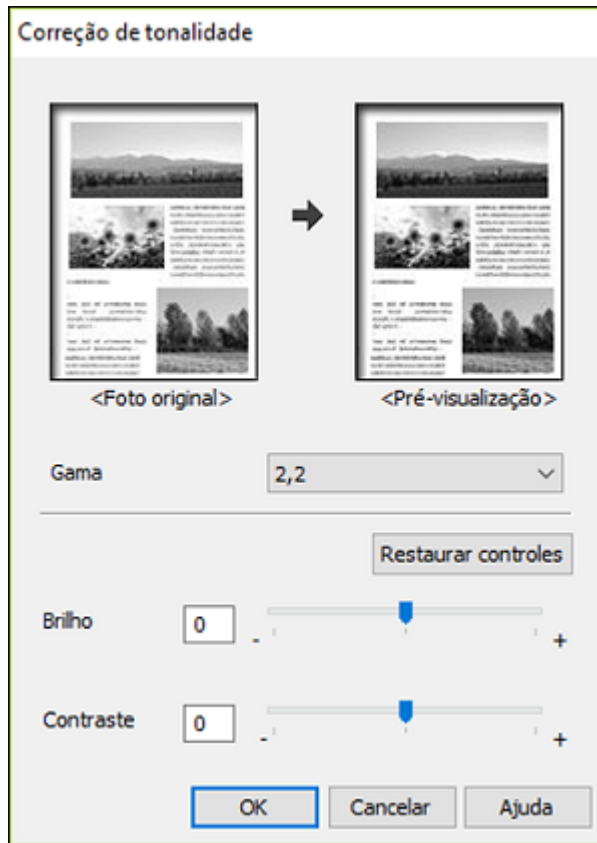 Correção de tonalidade
<Foto original>
<Pré-visualização>
Gama
2,2
Restaurar controles
Brilho
0
-
+
Contraste
0
-
+
OK
Cancelar
Ajuda